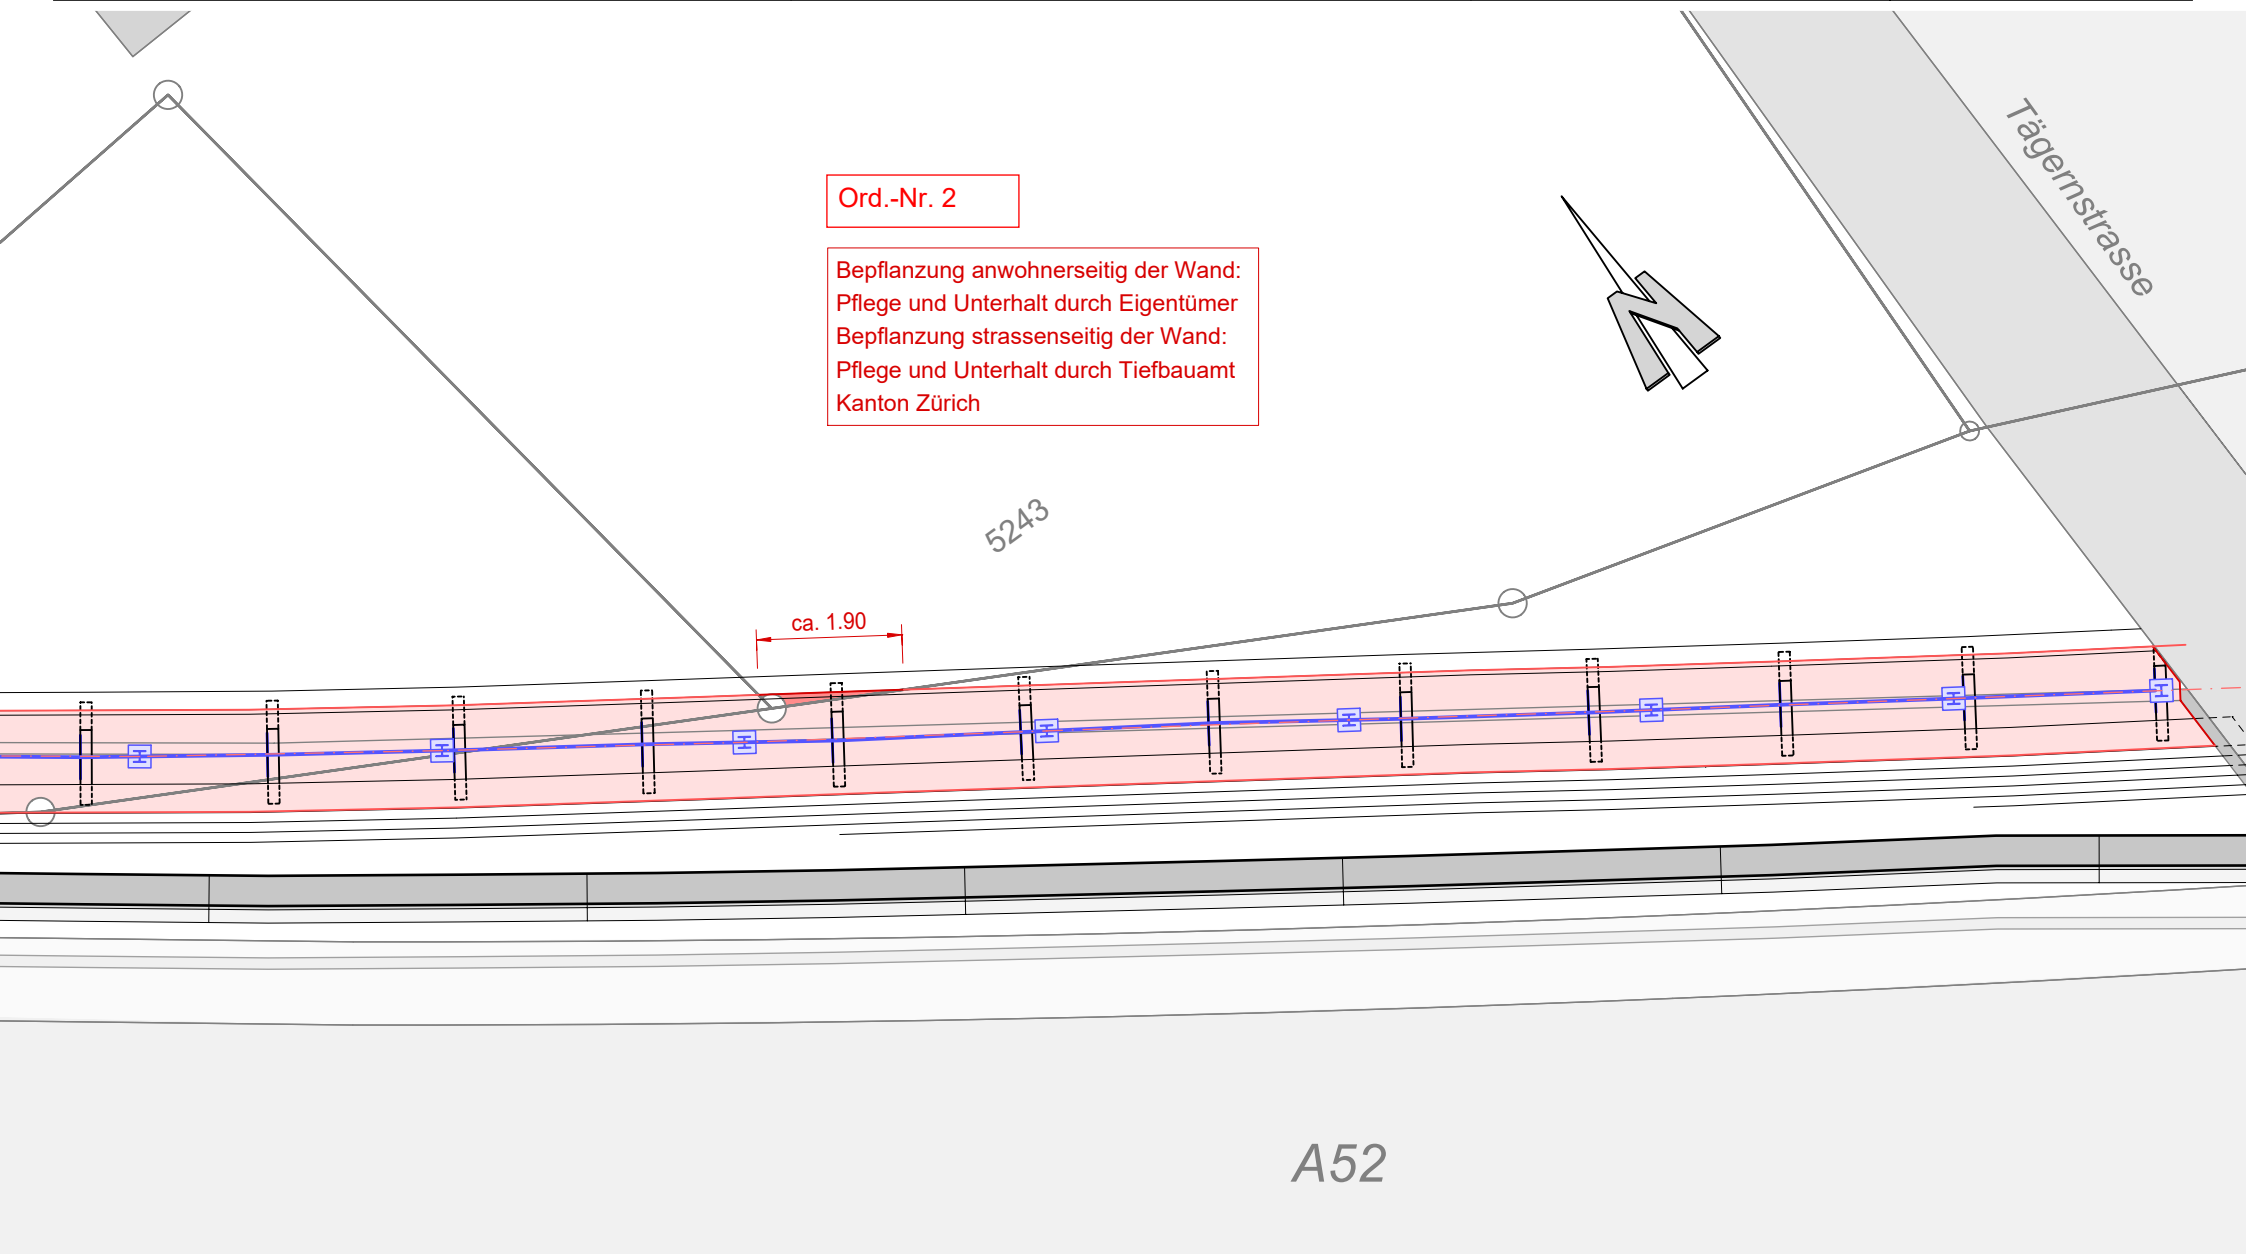 Tägernstrasse
Ord.-Nr. 2
Bepflanzung anwohnerseitig der Wand:
Pflege und Unterhalt durch Eigentümer
Bepflanzung strassenseitig der Wand:
Pflege und Unterhalt durch Tiefbauamt
Kanton Zürich
5243
ca. 1.90
A52